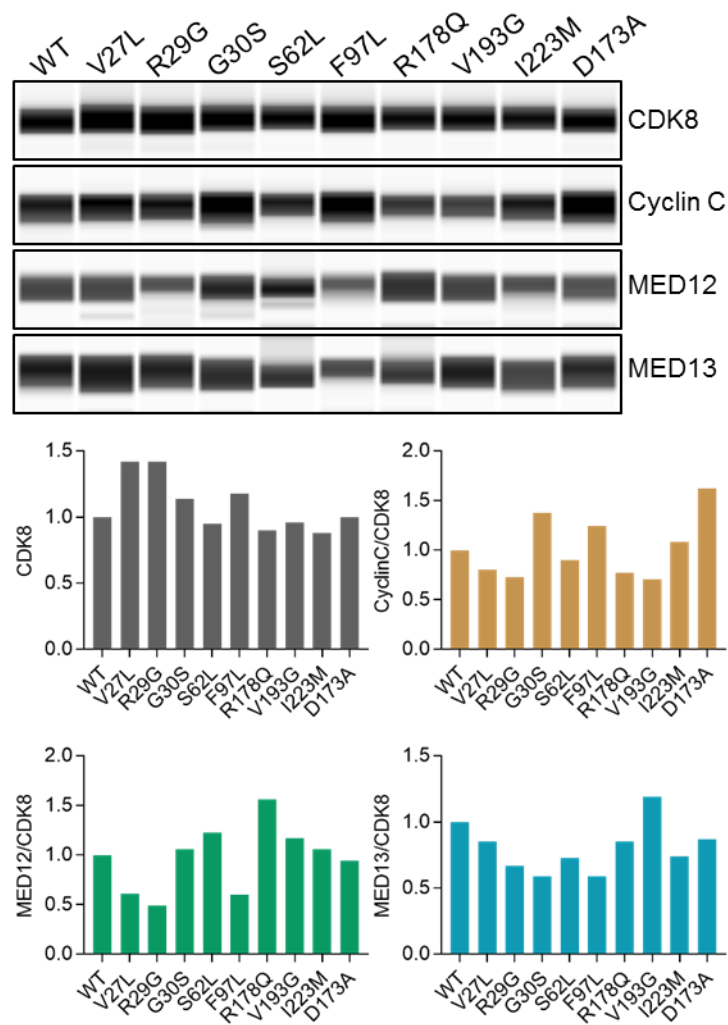 WT V27L R29G G30S S62L F97L R178Q V193G I223M D173A
CDK8
Cyclin C
MED12
MED13
CDK8
1.5
1.0
0.5
0.0
WT V27L R29G G30S S62L F97L R178Q V193G I223M D173A
CyclinC/CDK8
2.0
1.5
1.0
0.5
0.0
WT V27L R29G G30S S62L F97L R178Q V193G I223M D173A
MED12/CDK8
2.0
1.5
1.0
0.5
0.0
WT V27L R29G G30S S62L F97L R178Q V193G I223M D173A
MED13/CDK8
1.5
1.0
0.5
0.0
WT V27L R29G G30S S62L F97L R178Q V193G I223M D173A